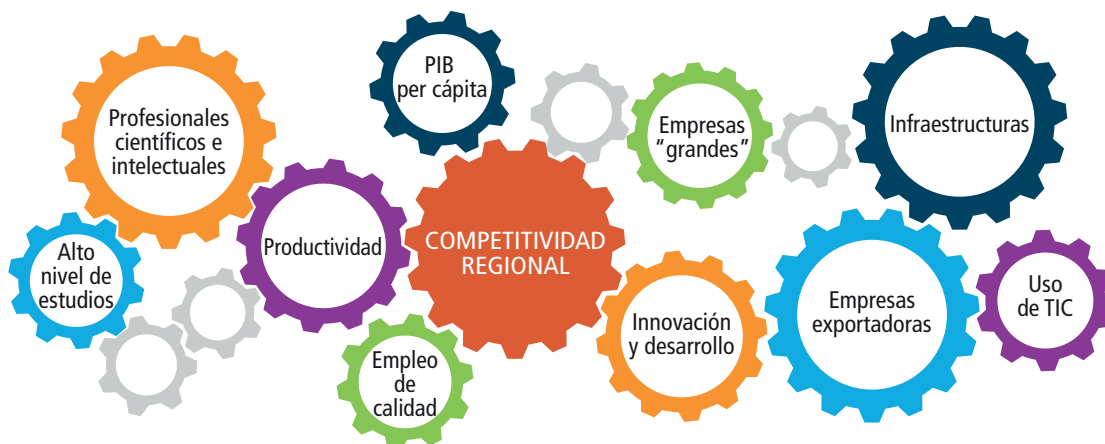 Profesionales
científicos e
intelectuales
PIB
per cápita
Empresas
“grandes”
Infraestructuras
Alto
nivel de
estudios
Productividad
COMPETITIVIDAD
REGIONAL
Empleo
de
calidad
Innovación
y desarrollo
Empresas
exportadoras
Uso
de TIC